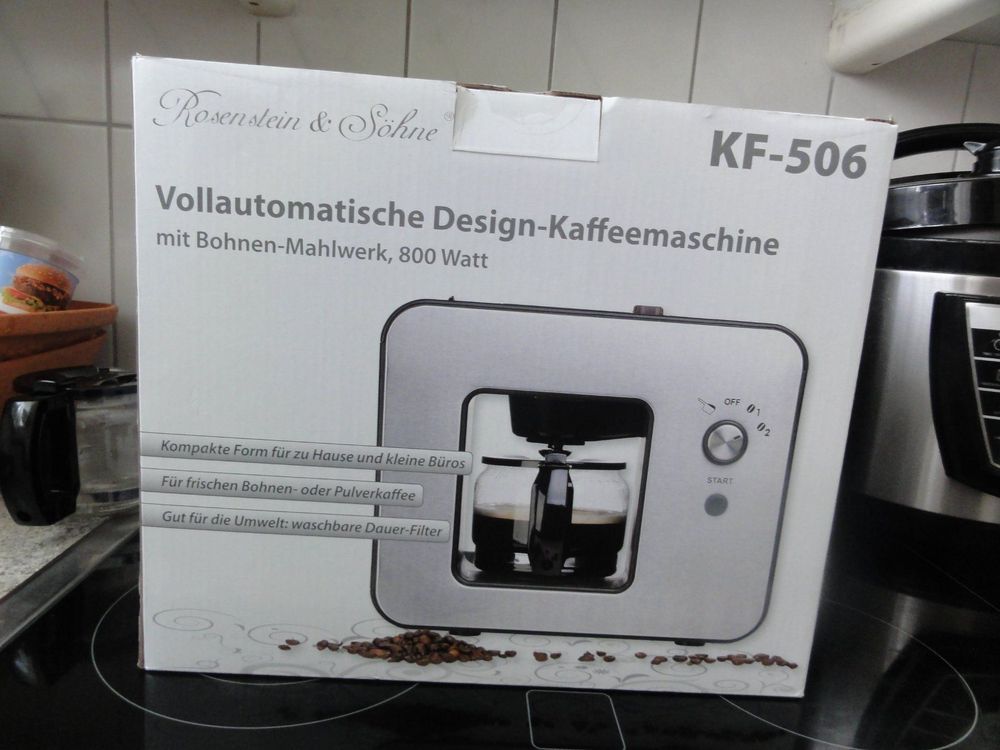 Rosenstein & Söhne®
KF-506
Vollautomatische Design-Kaffeemaschine
mit Bohnen-Mahlwerk, 800 Watt
OFF
1
2
START
Kompakte Form für zu Hause und kleine Büros
Für frischen Bohnen- oder Pulverkaffee
Gut für die Umwelt: waschbare Dauer-Filter